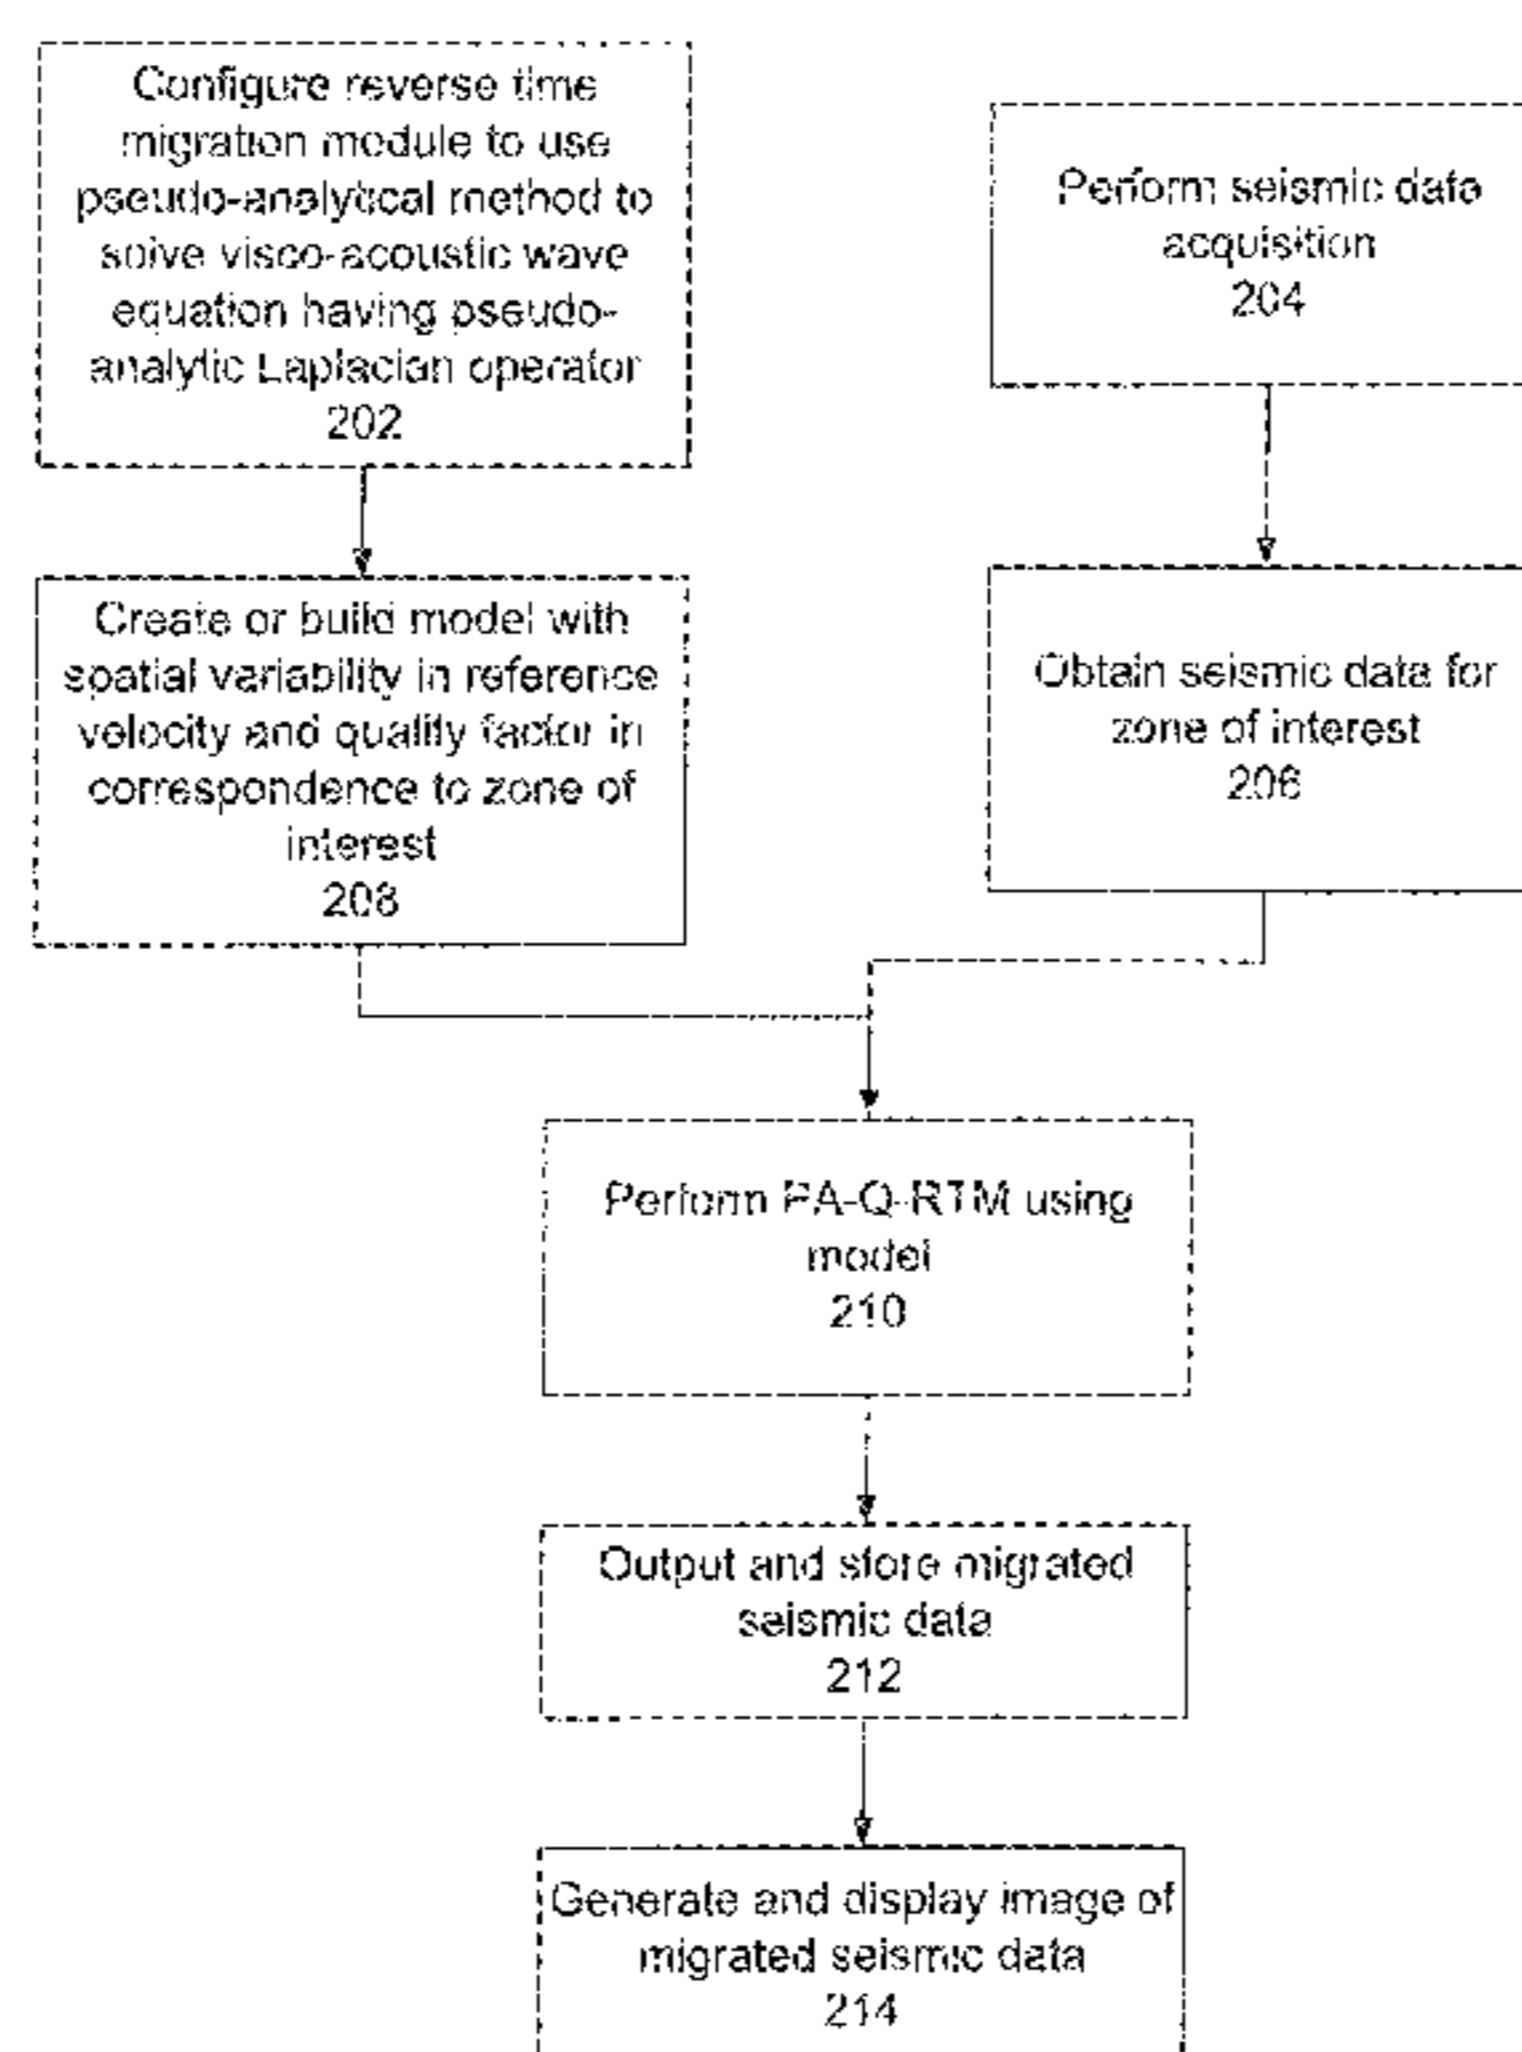 Configure reverse time
migration module to use
pseudo-analytical method to
solve visco-acoustic wave
equation having pseudo-
analytic Laplacian operator
202
Perform seismic data
acquisition
204
Create or build model with
spatial variability in reference
velocity and quality factor in
correspondence to zone of
interest
208
Obtain seismic data for
zone of interest
206
Perform PA-Q-RTM using
model
210
Output and store migrated
seismic data
212
Generate and display image of
migrated seismic data
214